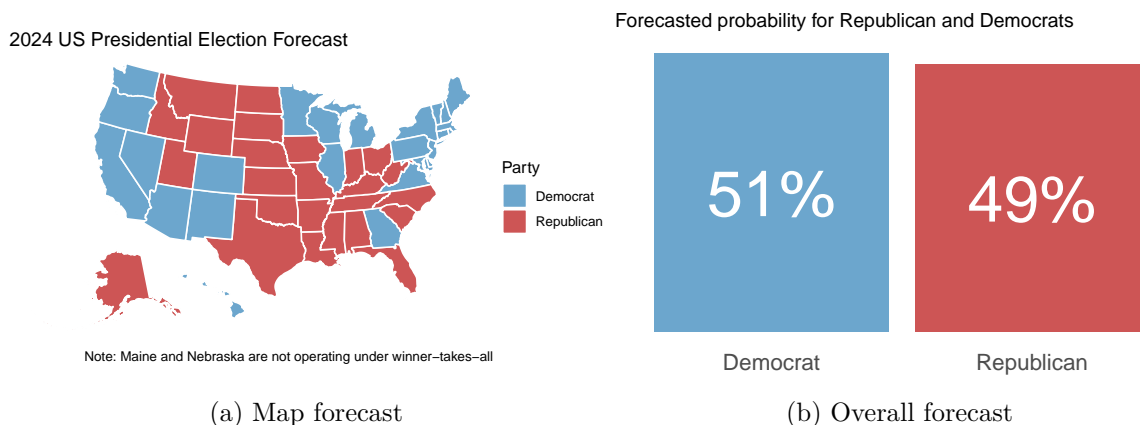 2024 US Presidential Election Forecast
Party
Democrat
Republican
Note: Maine and Nebraska are not operating under winner−takes−all
(a) Map forecast
Forecasted probability for Republican and Democrats
51%
49%
Democrat
Republican
(b) Overall forecast